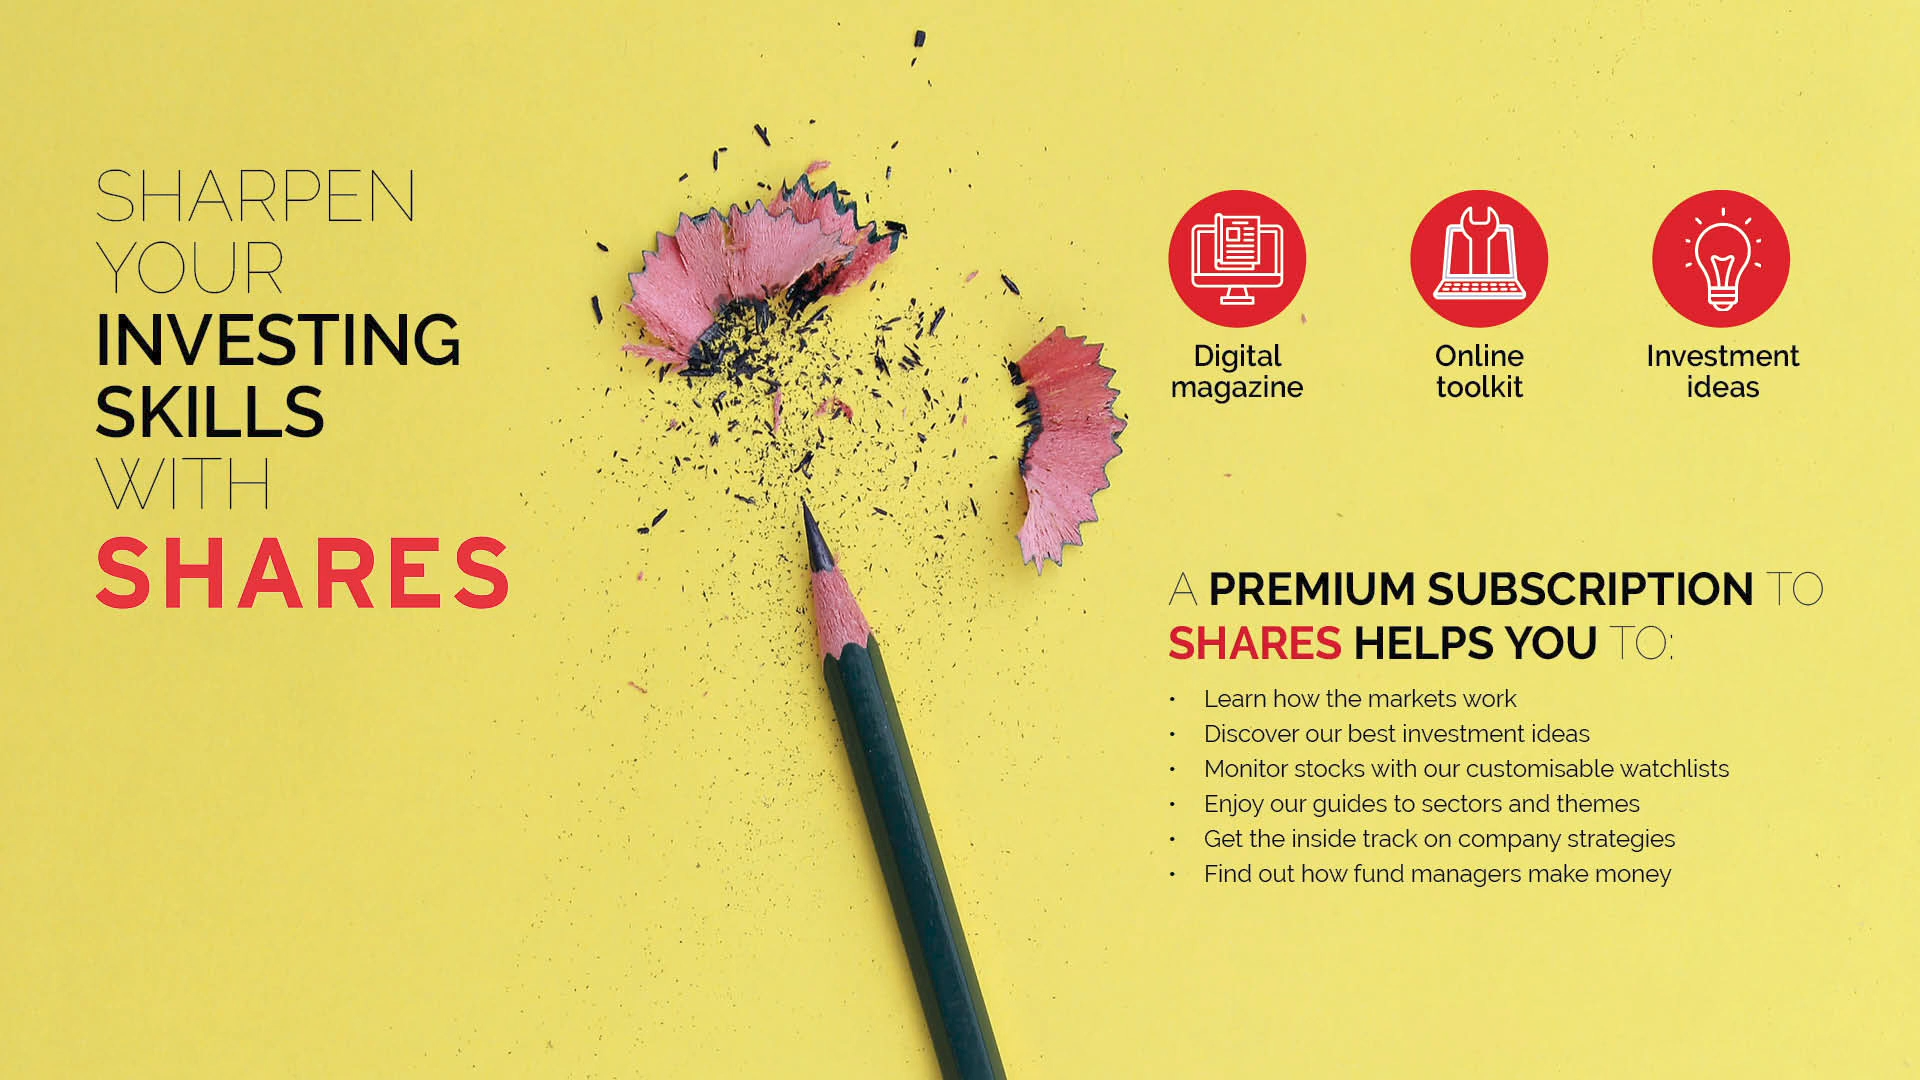 SHARPEN
YOUR
INVESTING
SKILLS
WITH
SHARES
Digital
magazine
Online
toolkit
Investment
ideas
A PREMIUM SUBSCRIPTION TO
SHARES HELPS YOU TO:
• Learn how the markets work
• Discover our best investment ideas
• Monitor stocks with our customisable watchlists
• Enjoy our guides to sectors and themes
• Get the inside track on company strategies
• Find out how fund managers make money